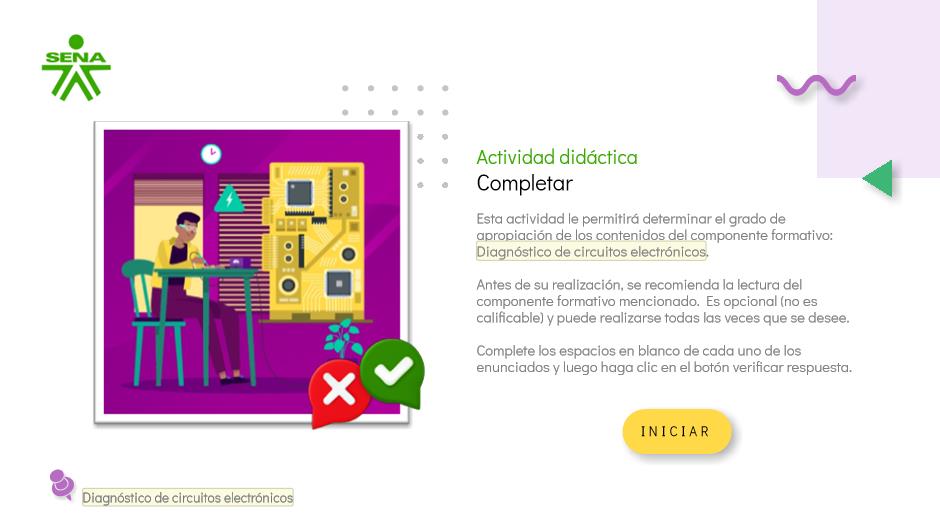 SENA
Actividad didáctica
Completar
Esta actividad le permitirá determinar el grado de
apropiación de los contenidos del componente formativo:
Diagnóstico de circuitos electrónicos.
Antes de su realización, se recomienda la lectura del
componente formativo mencionado. Es opcional (no es
calificable) y puede realizarse todas las veces que se desee.
Complete los espacios en blanco de cada uno de los
enunciados y luego haga clic en el botón verificar respuesta.
INICIAR
Diagnóstico de circuitos electrónicos